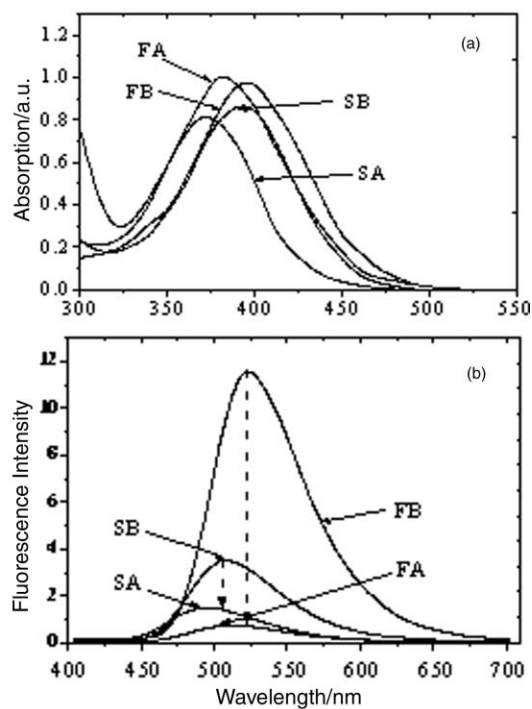 (a)
FA
FB
SB
SA
Absorption/a.u.
1.0
0.8
0.6
0.4
0.2
0.0
300 350 400 450 500 550
(b)
12
10
8
6
4
2
0
Fluorescence Intensity
FB
SB
FA
SA
400 450 500 550 600 650 700
Wavelength/nm